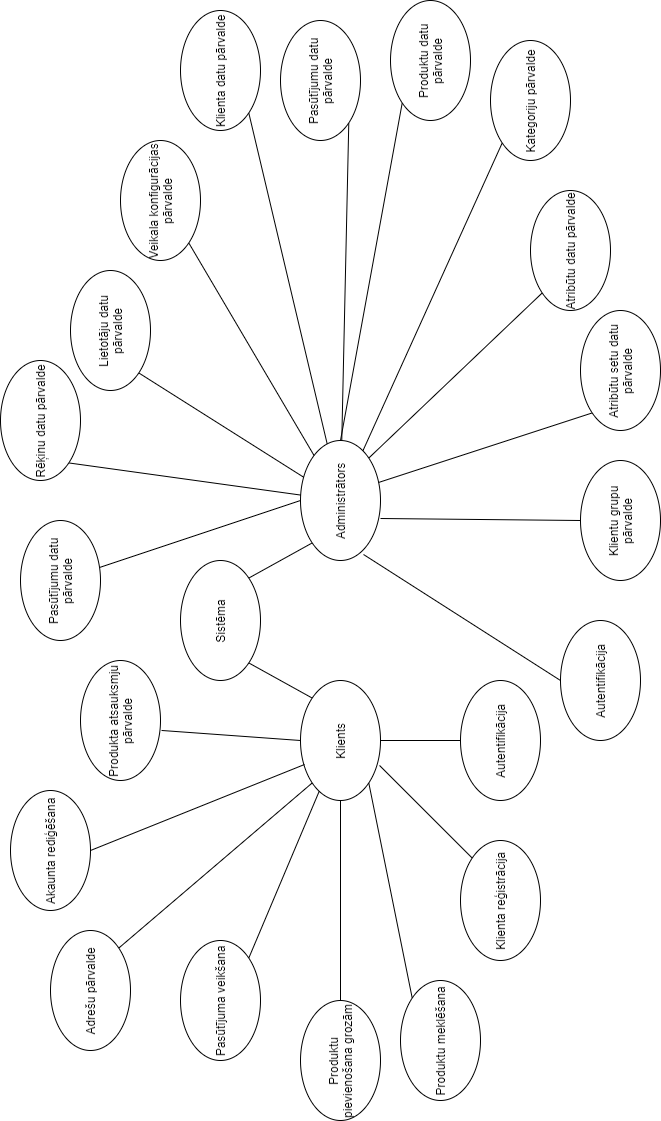 Akaunta rediģēšana
Rēķinu datu pārvalde
Pasūtījumu datu
pārvalde
Adrešu pārvalde
Lietotāju datu
pārvalde
Produkta atsauksmju
pārvalde
Veikala konfigurācijas
pārvalde
Pasūtījuma veikšana
Sistēma
Klienta datu pārvalde
Pasūtījumu datu
pārvalde
Produktu
pievienošana grozām
Klients
Administrātors
Produktu datu
pārvalde
Produktu meklēšana
Klienta reģistrācija
Autentifikācija
Kategoriju pārvalde
Atribūtu datu pārvalde
Autentifikācija
Klientu grupu
pārvalde
Atribūtu setu datu
pārvalde